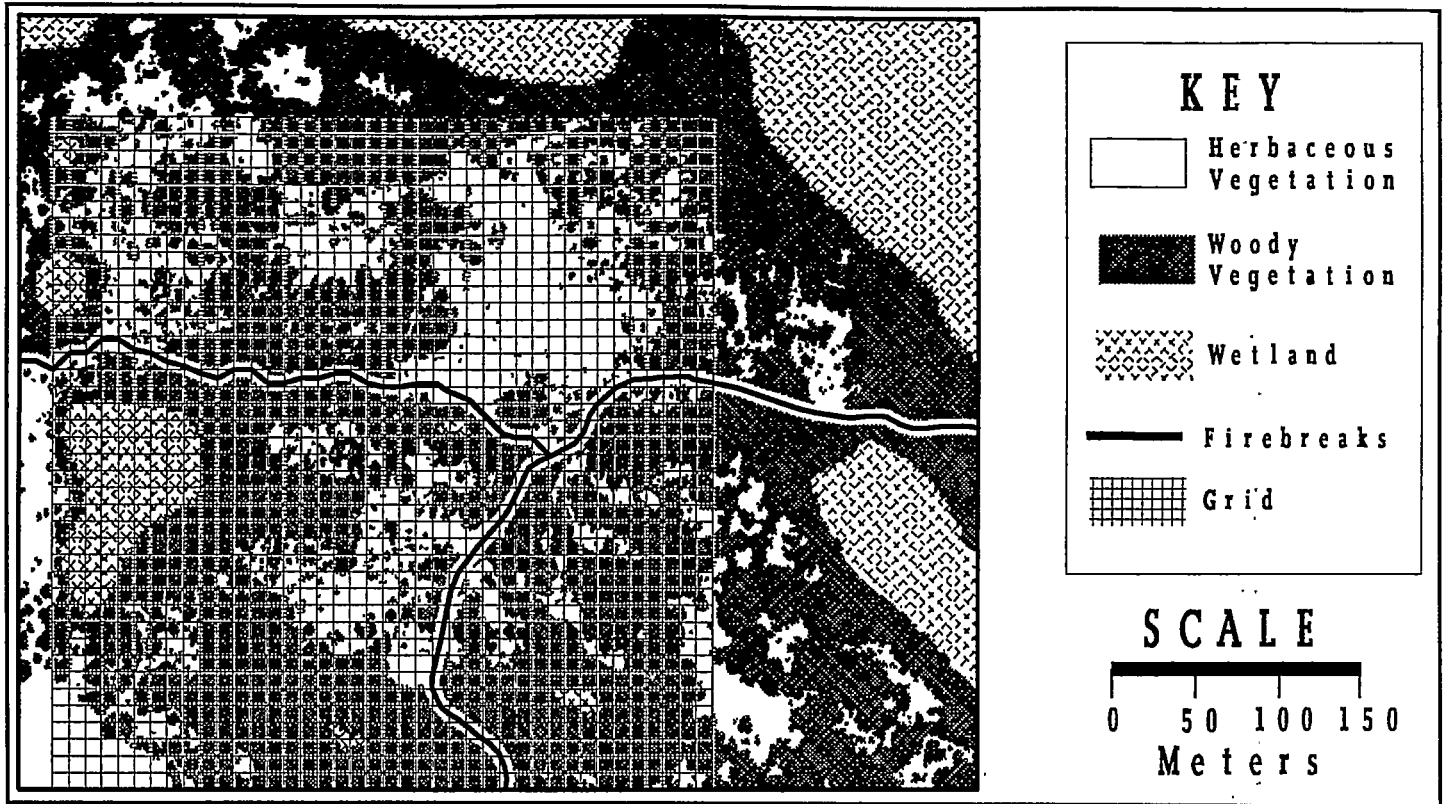 KEY
Herbaceous
Vegetation
Woody
Vegetation
Wetland
Firebreaks
Grid
SCALE
0 50 100 150
Meters